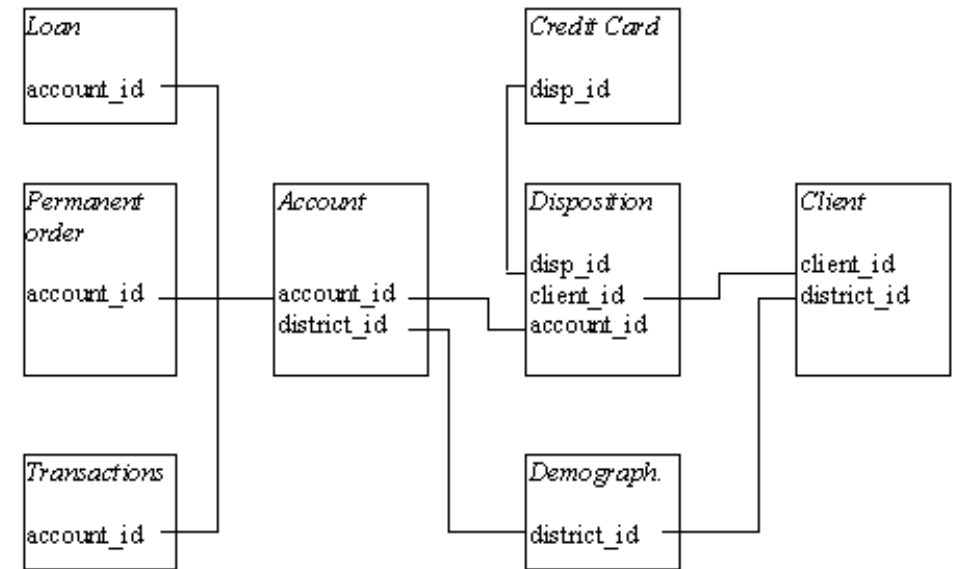 Loan
account_id
Credit Card
disp_id
Permanent
order
account_id
Account
account_id
district_id
Disposition
disp_id
client_id
account_id
Client
client_id
district_id
Transactions
account_id
Demograph.
district_id